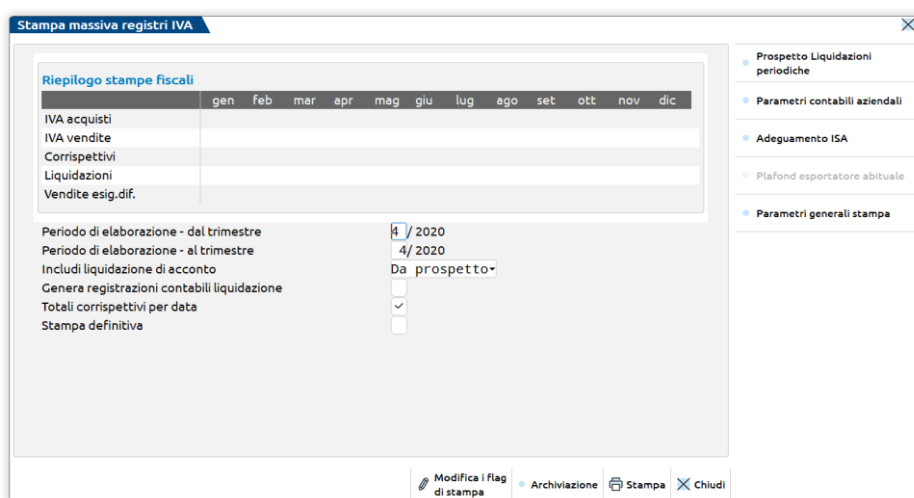 Stampa massiva registri IVA
Riepilogo stampe fiscali
gen feb mar apr mag giu lug ago set ott nov dic
IVA acquisti
IVA vendite
Corrispettivi
Liquidazioni
Vendite esig.dif.
Periodo di elaborazione - dal trimestre 4 / 2020
Periodo di elaborazione - al trimestre 4/ 2020
Includi liquidazione di acconto Da prospetto
Genera registrazioni contabili liquidazione
Totali corrispettivi per data
Stampa definitiva
Prospetto Liquidazioni
periodiche
Parametri contabili aziendali
Adeguamento ISA
Plafond esportatore abituale
Parametri generali stampa
Modifica i flag
di stampa
Archiviazione
Stampa
Chiudi